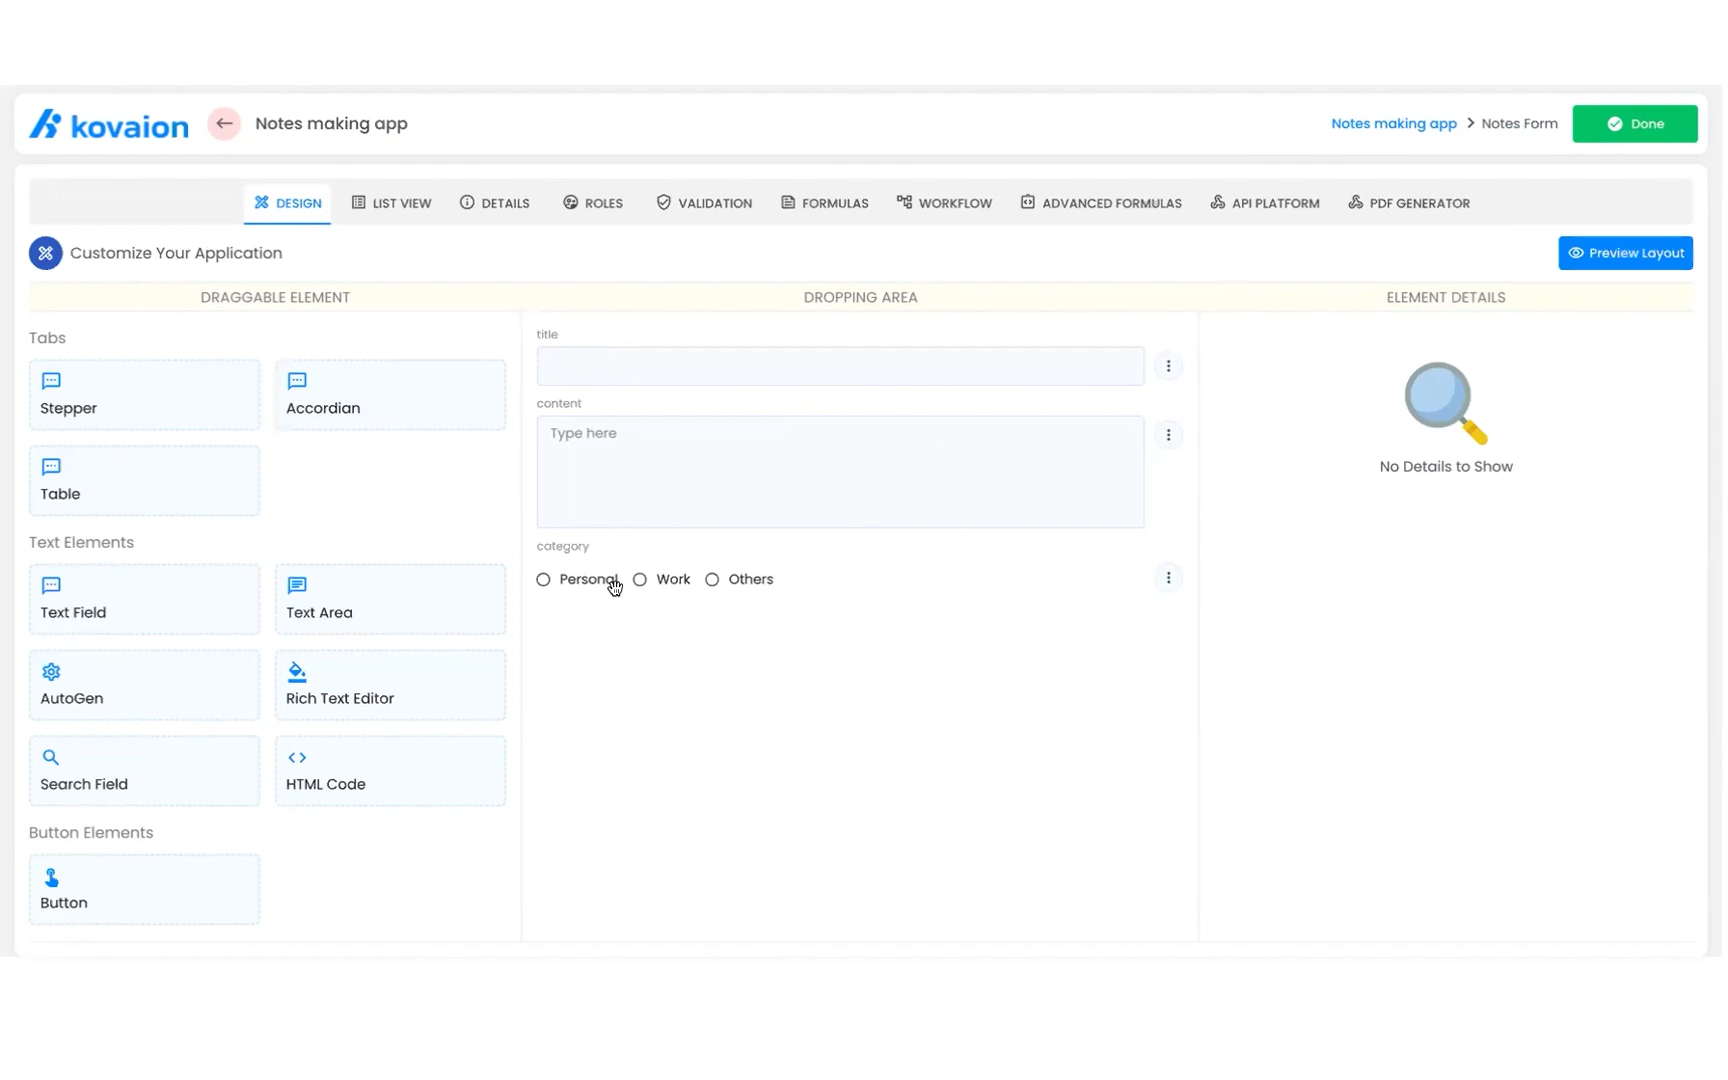 kovaion
Notes making app
Notes making app > Notes Form
Done
DESIGN
LIST VIEW
DETAILS
ROLES
VALIDATION
FORMULAS
WORKFLOW
ADVANCED FORMULAS
API PLATFORM
PDF GENERATOR
Customize Your Application
Preview Layout
DRAGGABLE ELEMENT
DROPPING AREA
ELEMENT DETAILS
Tabs
Stepper
Accordian
Table
Text Elements
Text Field
Text Area
AutoGen
Rich Text Editor
Search Field
HTML Code
Button Elements
Button
title
content
Type here
category
Personal
Work
Others
No Details to Show